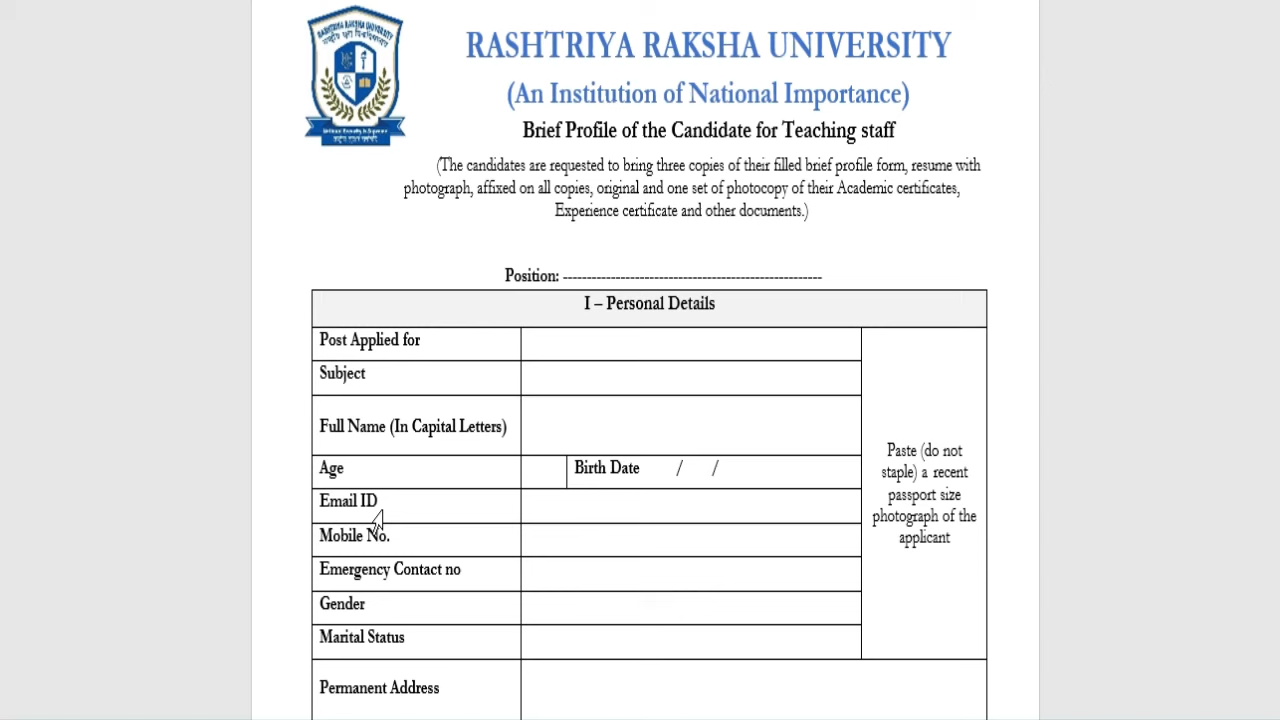 RASHTRIYA RAKSHA UNIVERSITY
RASHTRIYA RAKSHA UNIVERSITY
(An Institution of National Importance)
Brief Profile of the Candidate for Teaching staff
(The candidates are requested to bring three copies of their filled brief profile form, resume with
photograph, affixed on all copies, original and one set of photocopy of their Academic certificates,
Experience certificate and other documents.)
Position: -------------------------------------------------------
I – Personal Details
Post Applied for
Subject
Full Name (In Capital Letters)
Age
Birth Date / /
Email ID
Mobile No.
Emergency Contact no
Gender
Marital Status
Permanent Address
Paste (do not
staple) a recent
passport size
photograph of the
applicant